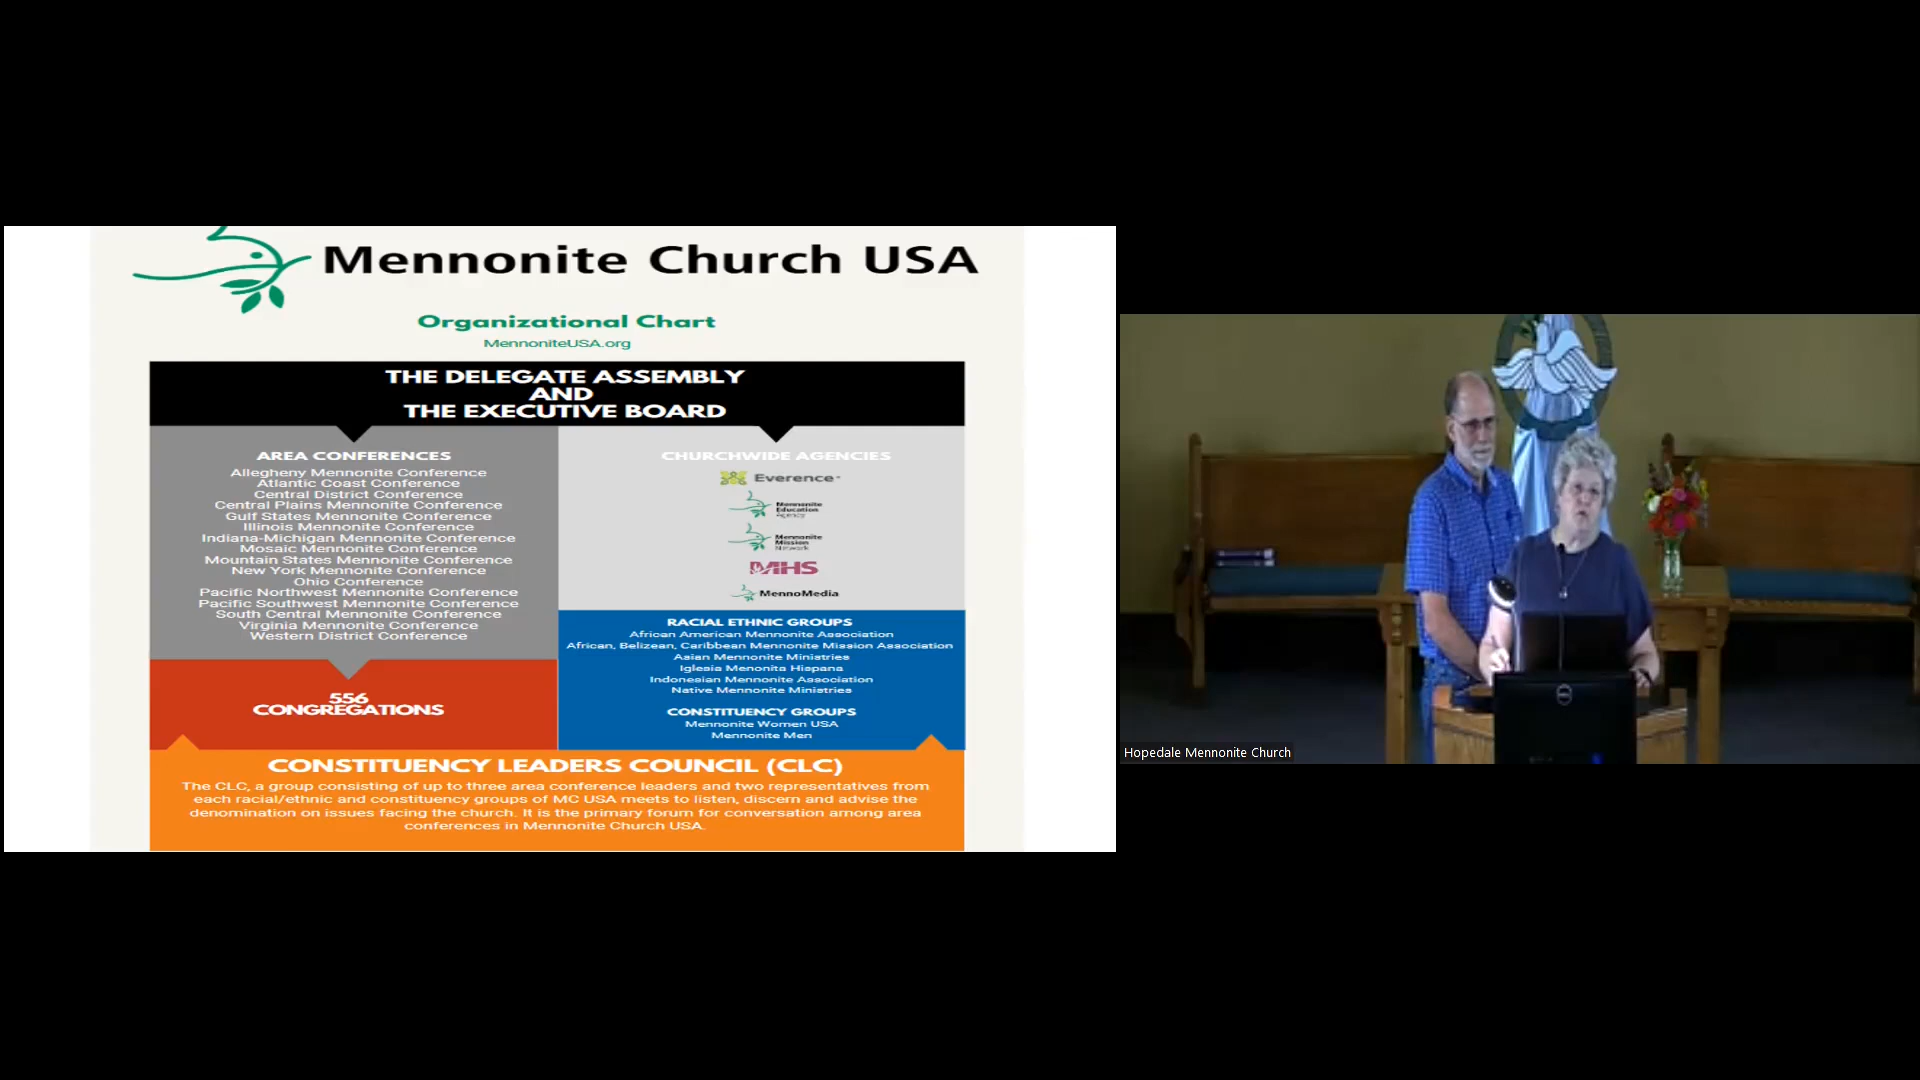 Mennonite Church USA
Organizational Chart
MennoniteUSA.org
THE DELEGATE ASSEMBLY
AND
THE EXECUTIVE BOARD
AREA CONFERENCES
Allegheny Mennonite Conference
Atlantic Coast Conference
Central District Conference
Central Plains Mennonite Conference
Gulf States Mennonite Conference
Illinois Mennonite Conference
Indiana-Michigan Mennonite Conference
Mosaic Mennonite Conference
Mountain States Mennonite Conference
New York Mennonite Conference
Ohio Conference
Pacific Northwest Mennonite Conference
Pacific Southwest Mennonite Conference
South Central Mennonite Conference
Virginia Mennonite Conference
Western District Conference
556
CONGREGATIONS
CHURCHWIDE AGENCIES
Everence
Mennonite
Education
Agency
Mennonite
Mission
Network
MHS
MennoMedia
RACIAL ETHNIC GROUPS
African American Mennonite Association
African, Belizean, Caribbean Mennonite Mission Association
Asian Mennonite Ministries
Iglesia Menonita Hispana
Indonesian Mennonite Association
Native Mennonite Ministries
CONSTITUENCY GROUPS
Mennonite Women USA
Mennonite Men
CONSTITUENCY LEADERS COUNCIL (CLC)
The CLC, a group consisting of up to three area conference leaders and two representatives from
each racial/ethnic and constituency groups of MC USA meets to listen, discern and advise the
denomination on issues facing the church. It is the primary forum for conversation among area
conferences in Mennonite Church USA.
DELL
Hopedale Mennonite Church